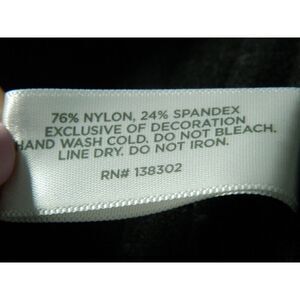 76% NYLON, 24% SPANDEX
EXCLUSIVE OF DECORATION
HAND WASH COLD. DO NOT BLEACH.
LINE DRY. DO NOT IRON.
RN# 138302